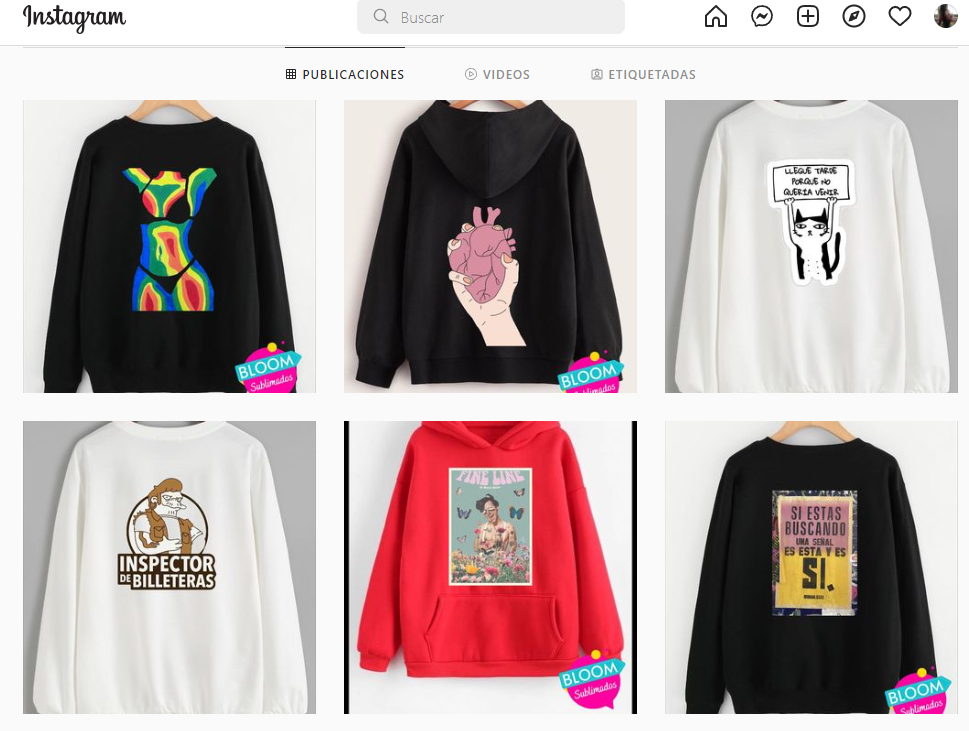 Instagram
Buscar
PUBLICACIONES
VIDEOS
ETIQUETADAS
BLOOM
Sublimados
BLOOM
Sublimados
LLEGUE TARDE
PORQUE NO
QUERÍA VENIR
INSPECTOR
DE BILLETERAS
FINE LINE
BLOOM
Sublimados
SI ESTAS
BUSCANDO
UNA SEÑAL
ES ESTA Y ES
SI.
BLOOM
Sublimados